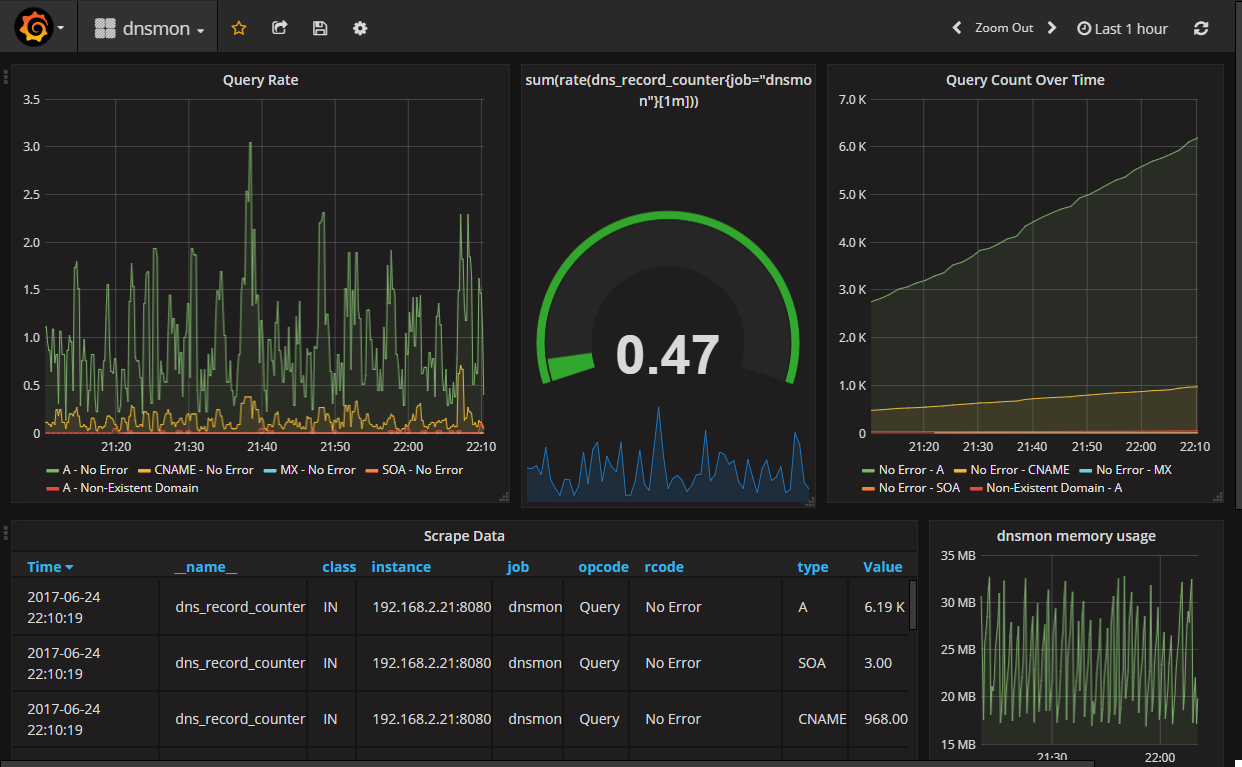 dnsmon
Zoom Out
Last 1 hour
Query Rate
3.5
3.0
2.5
2.0
1.5
1.0
0.5
0
21:20 21:30 21:40 21:50 22:00 22:10
A - No Error CNAME - No Error MX - No Error SOA - No Error
A - Non-Existent Domain
sum(rate(dns_record_counter{job="dnsmo
n"}[1m]))
0.47
Query Count Over Time
7.0 K
6.0 K
5.0 K
4.0 K
3.0 K
2.0 K
1.0 K
0
21:20 21:30 21:40 21:50 22:00 22:10
No Error - A No Error - CNAME No Error - MX
No Error - SOA Non-Existent Domain - A
Scrape Data
Time __name__ class instance job opcode rcode type Value
2017-06-24
22:10:19
dns_record_counter IN 192.168.2.21:8080 dnsmon Query No Error A 6.19 K
2017-06-24
22:10:19
dns_record_counter IN 192.168.2.21:8080 dnsmon Query No Error SOA 3.00
2017-06-24
22:10:19
dns_record_counter IN 192.168.2.21:8080 dnsmon Query No Error CNAME 968.00
dnsmon memory usage
35 MB
30 MB
25 MB
20 MB
15 MB
21:30 22:00